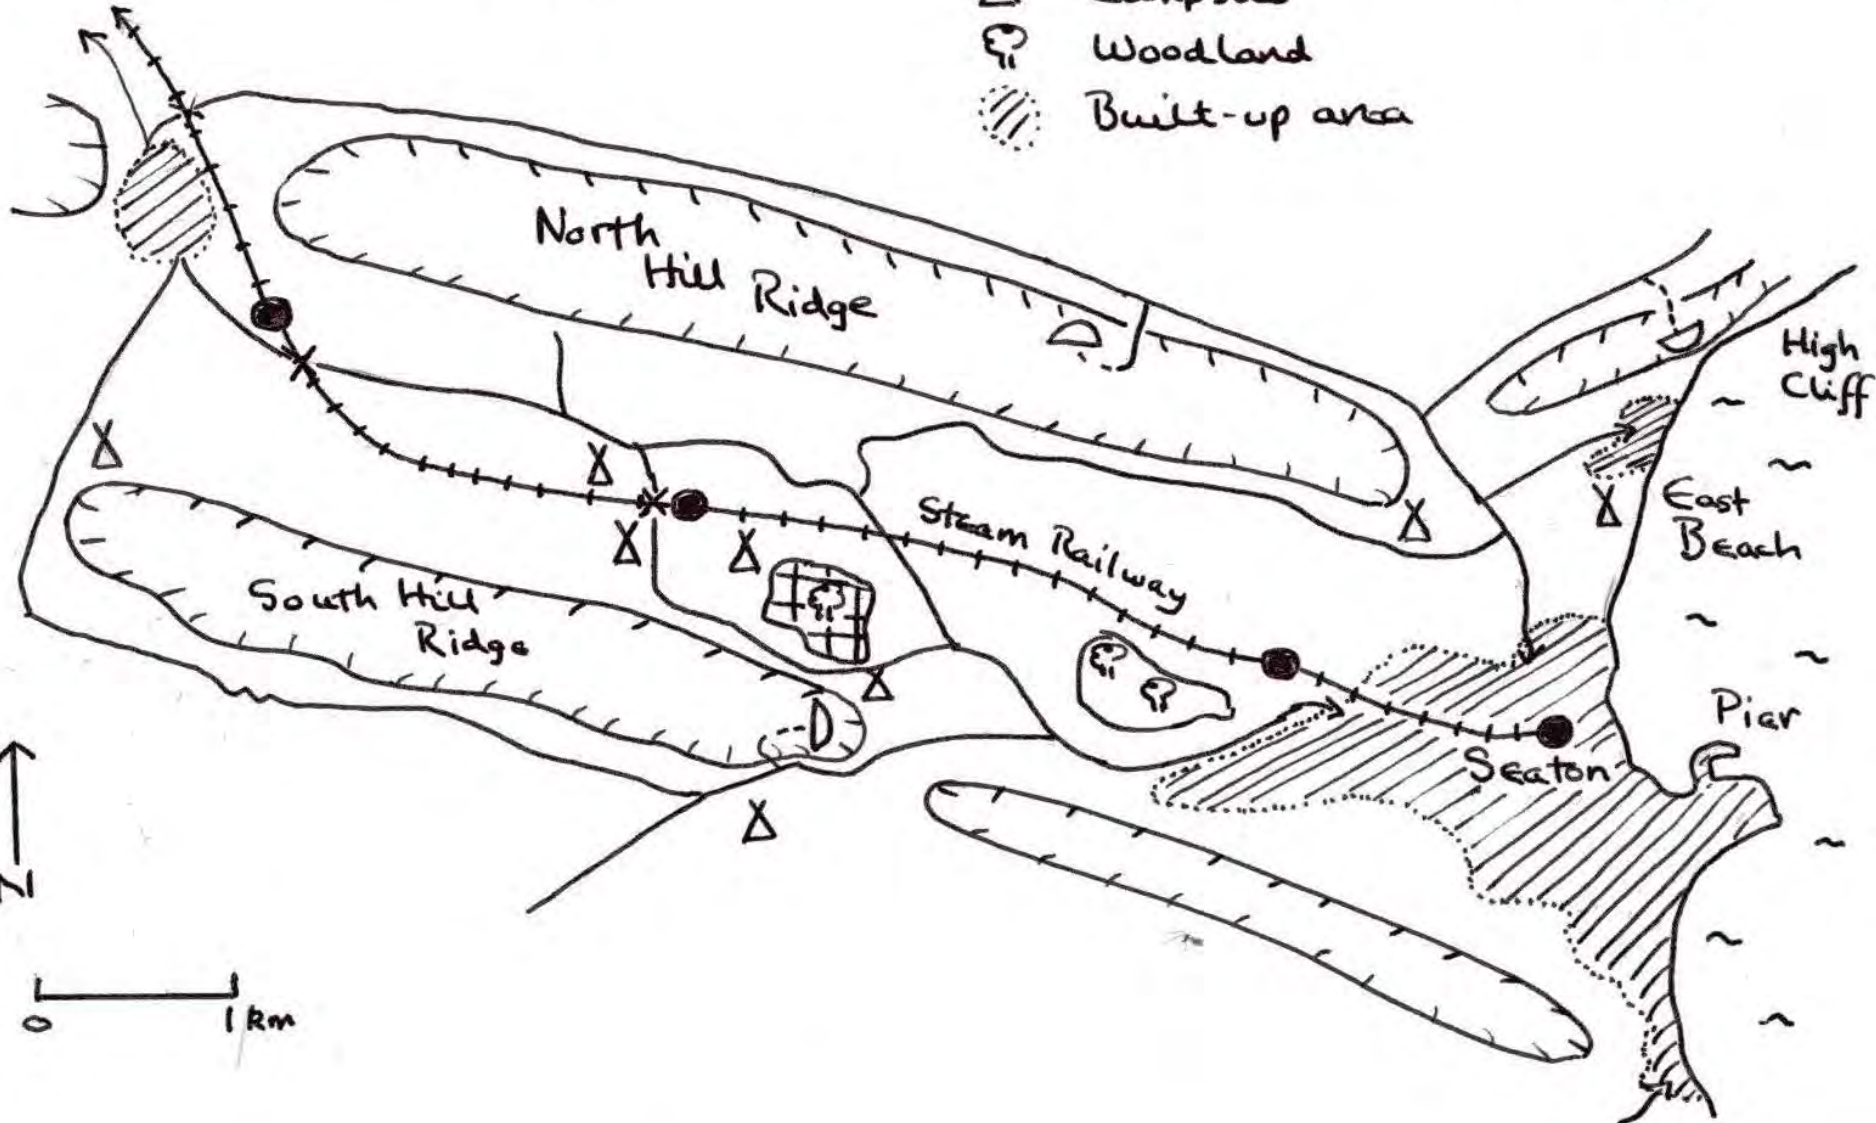 Woodland
Built-up area
North
Hill Ridge
High
Cliff
Steam Railway
East
Beach
South Hill
Ridge
Pier
Seaton
N
0 1 km